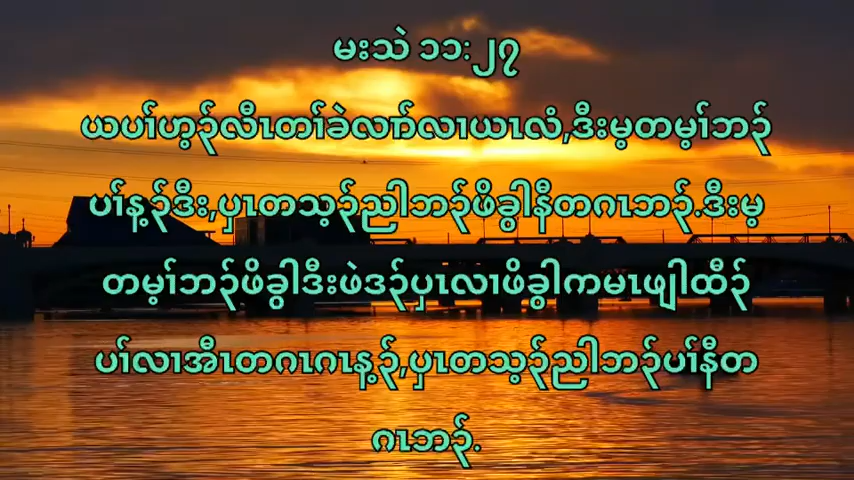 မးသဲ ၁၁:၂၇
ယပၢ်ဟ့ၣ်လီၤတၢ်ခဲလၢာ်လၢယၤလံ,ဒီးမ့တမ့ၢ်ဘၣ်
ပၢ်န့ၣ်ဒီး,ပှၤတသ့ၣ်ညါဘၣ်ဖိခွါနီတဂၤဘၣ်.ဒီးမ့
တမ့ၢ်ဘၣ်ဖိခွါဒီးဖဲဒၣ်ပှၤလၢဖိခွါကမၤဖျါထီၣ်
ပၢ်လၢအီၤတဂၤဂၤန့ၣ်,ပှၤတသ့ၣ်ညါဘၣ်ပၢ်နီတ
ဂၤဘၣ်.